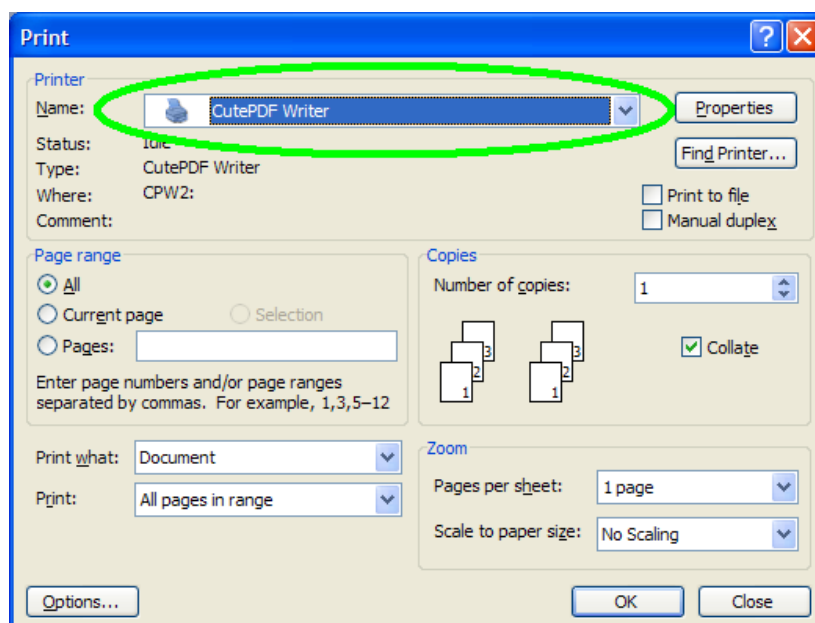 Print
Printer
Name: CutePDF Writer Properties
Status: Idle Find Printer...
Type: CutePDF Writer
Where: CPW2: Print to file
Comment: Manual duplex
Page range
All
Current page Selection
Pages:
Enter page numbers and/or page ranges
separated by commas. For example, 1,3,5–12
Copies
Number of copies: 1
3 3
2 2
1 1
Collate
Print what: Document
Print: All pages in range
Zoom
Pages per sheet: 1 page
Scale to paper size: No Scaling
Options... OK Close